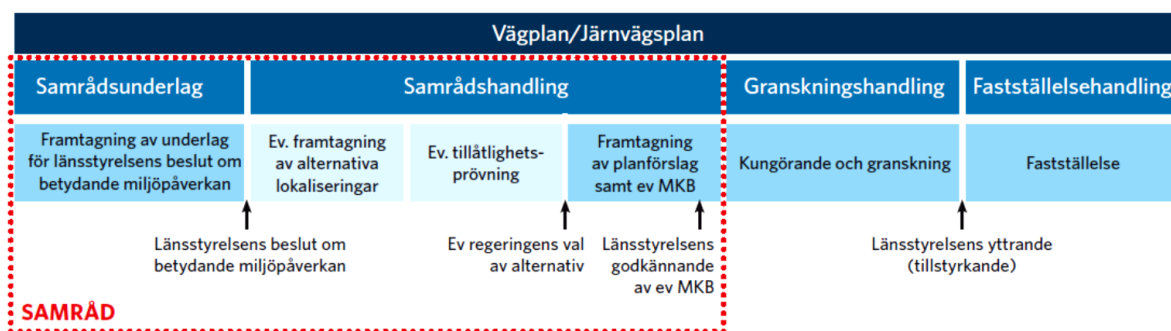 Vägplan/Järnvägsplan
Samrådsunderlag
Samrådshandling
Granskningshandling
Fastställelsehandling
Framtagning av underlag
för länsstyrelsens beslut om
betydande miljöpåverkan
Ev. framtagning
av alternativa
lokaliseringar
Ev. tillåtlighets-
prövning
Framtagning
av planförslag
samt ev MKB
Kungörande och granskning
Fastställelse
Länsstyrelsens beslut om
betydande miljöpåverkan
Ev regeringens val
av alternativ
Länsstyrelsens
godkännande
av ev MKB
Länsstyrelsens yttrande
(tillstyrkande)
SAMRÅD